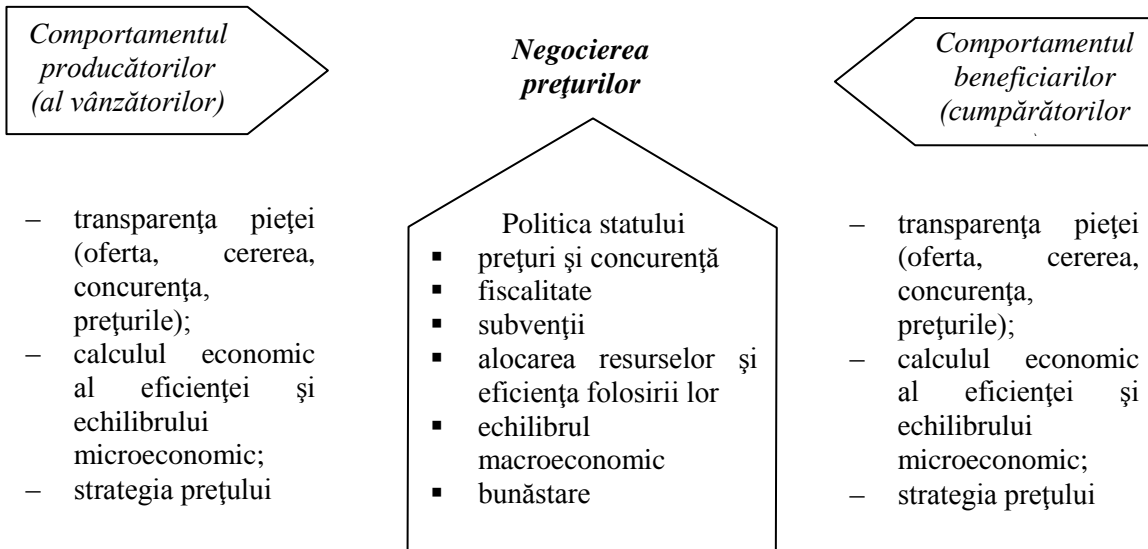 Comportamentul
producătorilor
(al vânzătorilor)
Negocierea
preţurilor
Comportamentul
beneficiarilor
(cumpărătorilor
– transparenţa pieţei
(oferta, cererea,
concurenţa,
preţurile);
– calculul economic
al eficienţei şi
echilibrului
microeconomic;
– strategia preţului
Politica statului
▪ preţuri şi concurenţă
▪ fiscalitate
▪ subvenţii
▪ alocarea resurselor şi
eficienţa folosirii lor
▪ echilibrul
macroeconomic
▪ bunăstare
– transparenţa pieţei
(oferta, cererea,
concurenţa,
preţurile);
– calculul economic
al eficienţei şi
echilibrului
microeconomic;
– strategia preţului